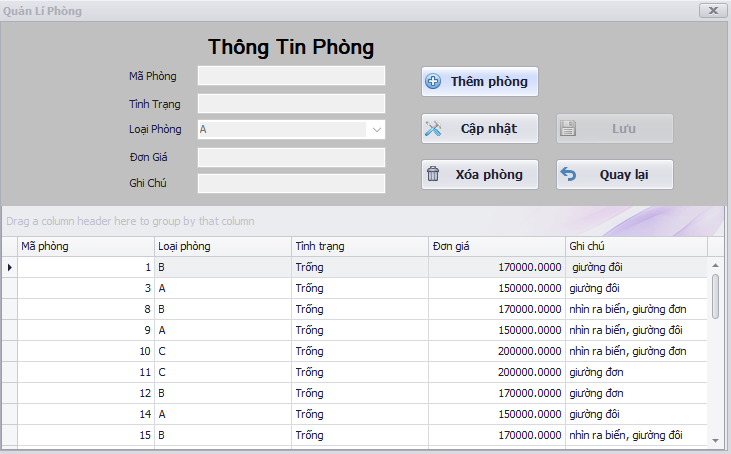 Quản Lí Phòng
Thông Tin Phòng
Mã Phòng
Tình Trạng
Loại Phòng A
Đơn Giá
Ghi Chú
Thêm phòng
Cập nhật Lưu
Xóa phòng Quay lại
Drag a column header here to group by that column
Mã phòng Loại phòng Tình trạng Đơn giá Ghi chú
1 B Trống 170000.0000 giường đôi
3 A Trống 150000.0000 giường đôi
8 B Trống 170000.0000 nhìn ra biển, giường đơn
9 A Trống 150000.0000 nhìn ra biển, giường đôi
10 C Trống 200000.0000 nhìn ra biển, giường đơn
11 C Trống 200000.0000 giường đơn
12 B Trống 170000.0000 giường đơn
14 A Trống 150000.0000 giường đôi
15 B Trống 170000.0000 nhìn ra biển, giường đôi